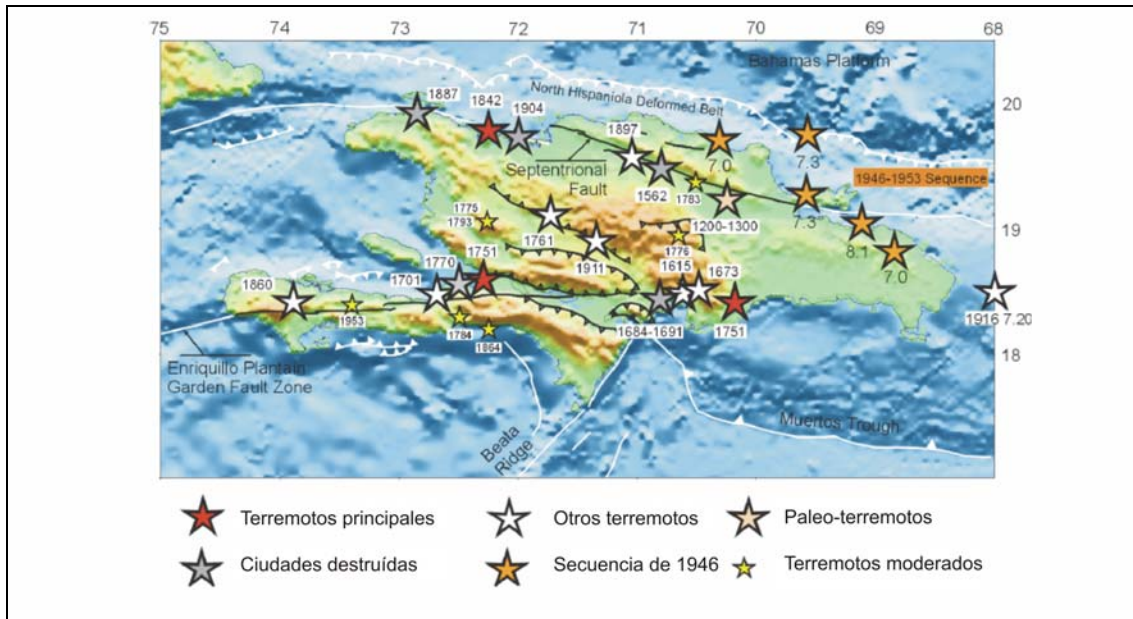 75 74 73 72 71 70 69 68
Bahamas Platform
20
1887
1842
1904
North Hispaniola Deformed Belt
1897
7.0
7.3
Septentrional
Fault
1946-1953 Sequence
1562
1783
7.3
1200-1300
19
1775
1793
1761
1911
1776
8.1
7.0
1770
1751
1701
1615
1673
1860
1953
1784
1864
1684-1691
1751
1916 7.20
18
Enriquillo Plantain
Garden Fault Zone
Beata
Ridge
Muertos Trough
Terremotos principales
Otros terremotos
Paleo-terremotos
Ciudades destruídas
Secuencia de 1946
Terremotos moderados